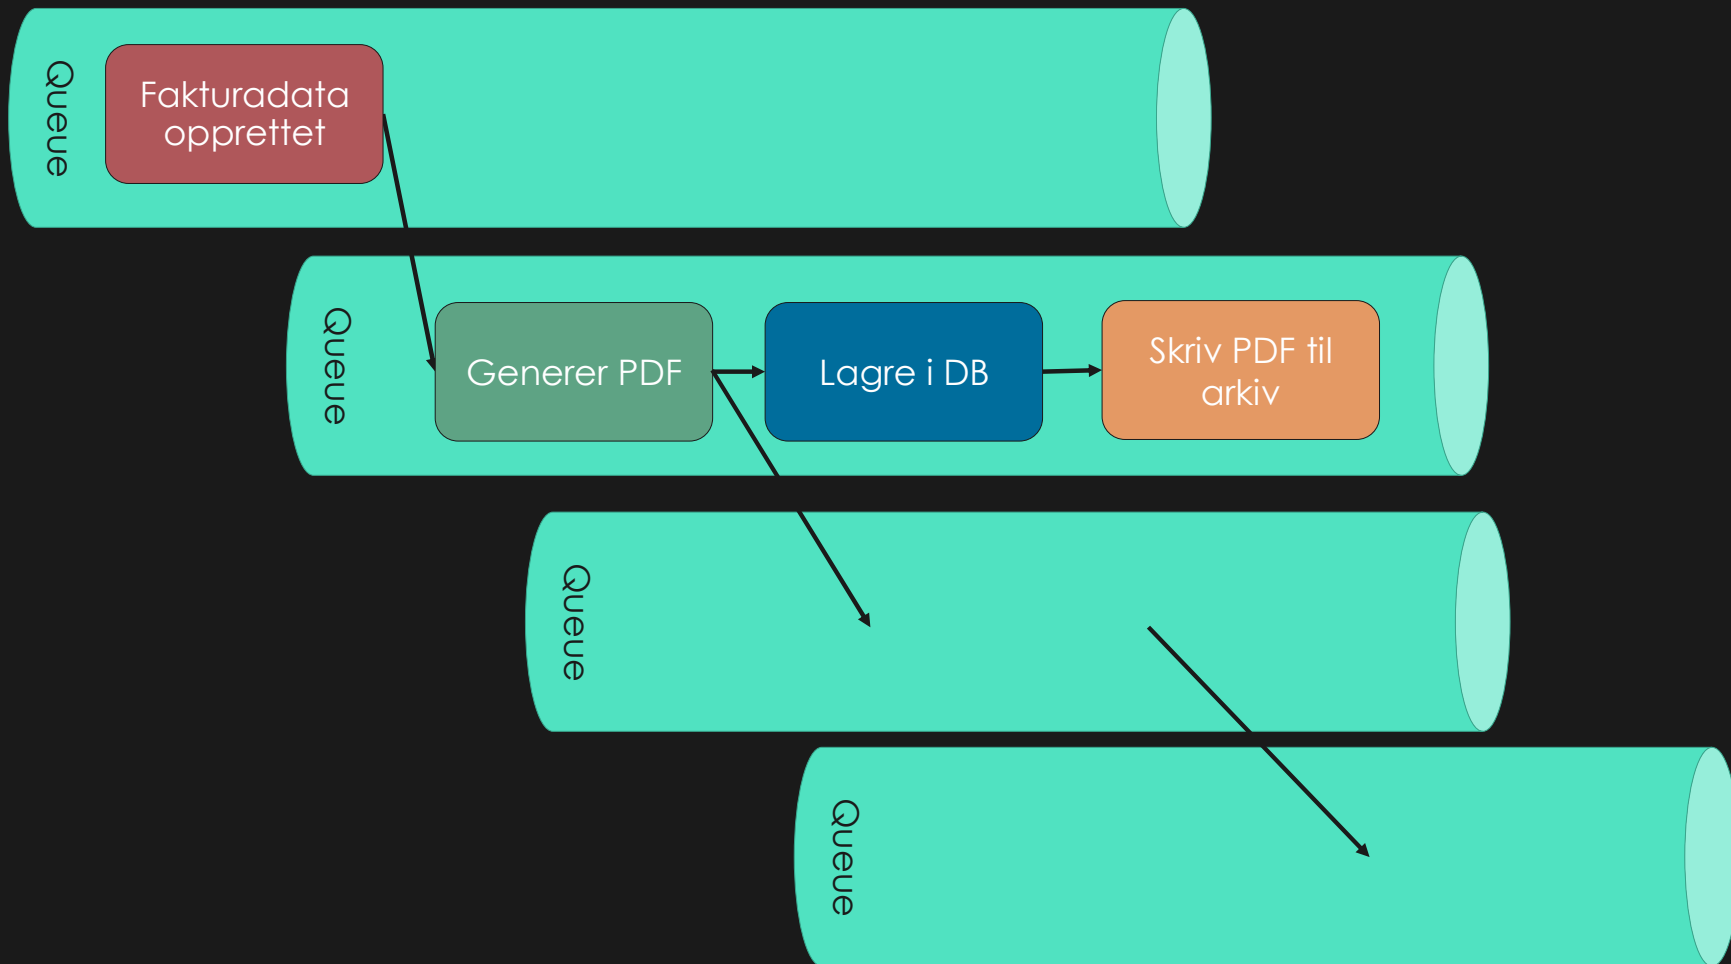 Queue
Fakturadata
opprettet
Queue
Generer PDF
Lagre i DB
Skriv PDF til
arkiv
Queue
Queue